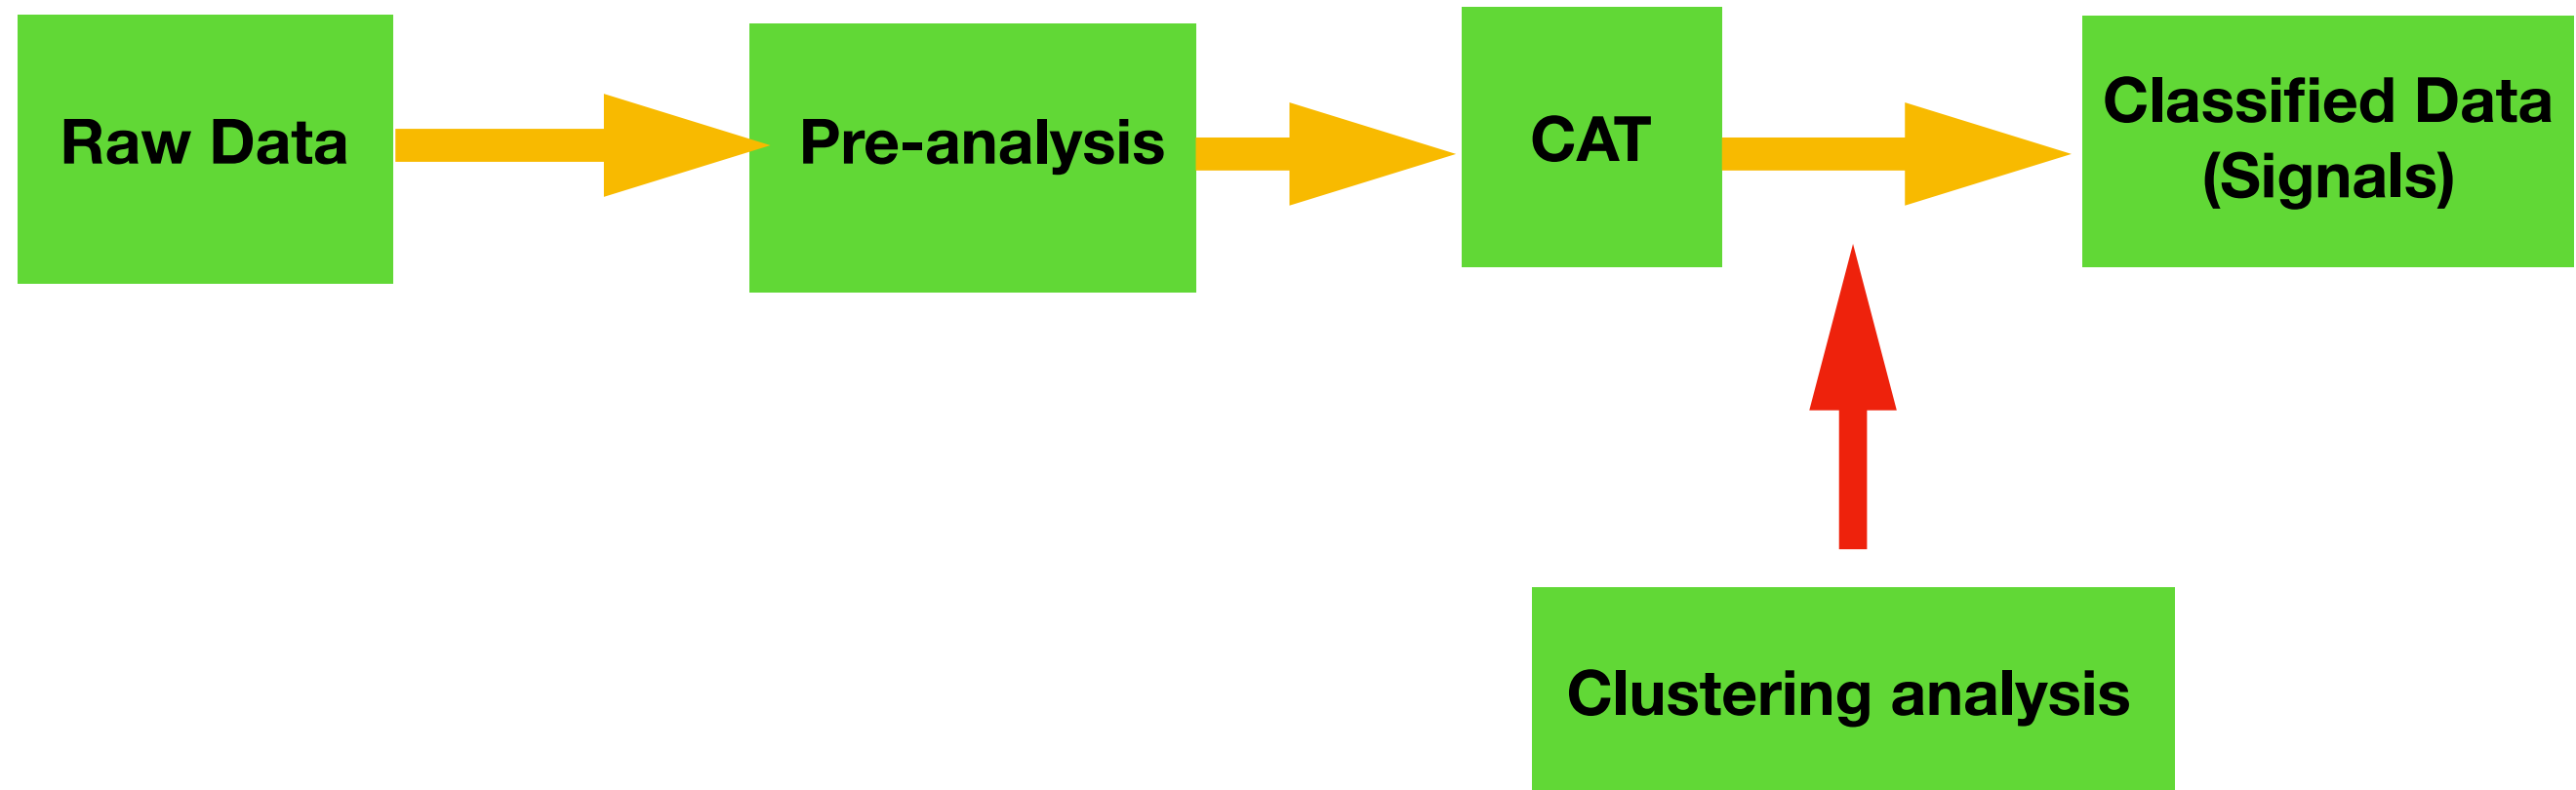 Raw Data
Pre-analysis
CAT
Classified Data
(Signals)
Clustering analysis